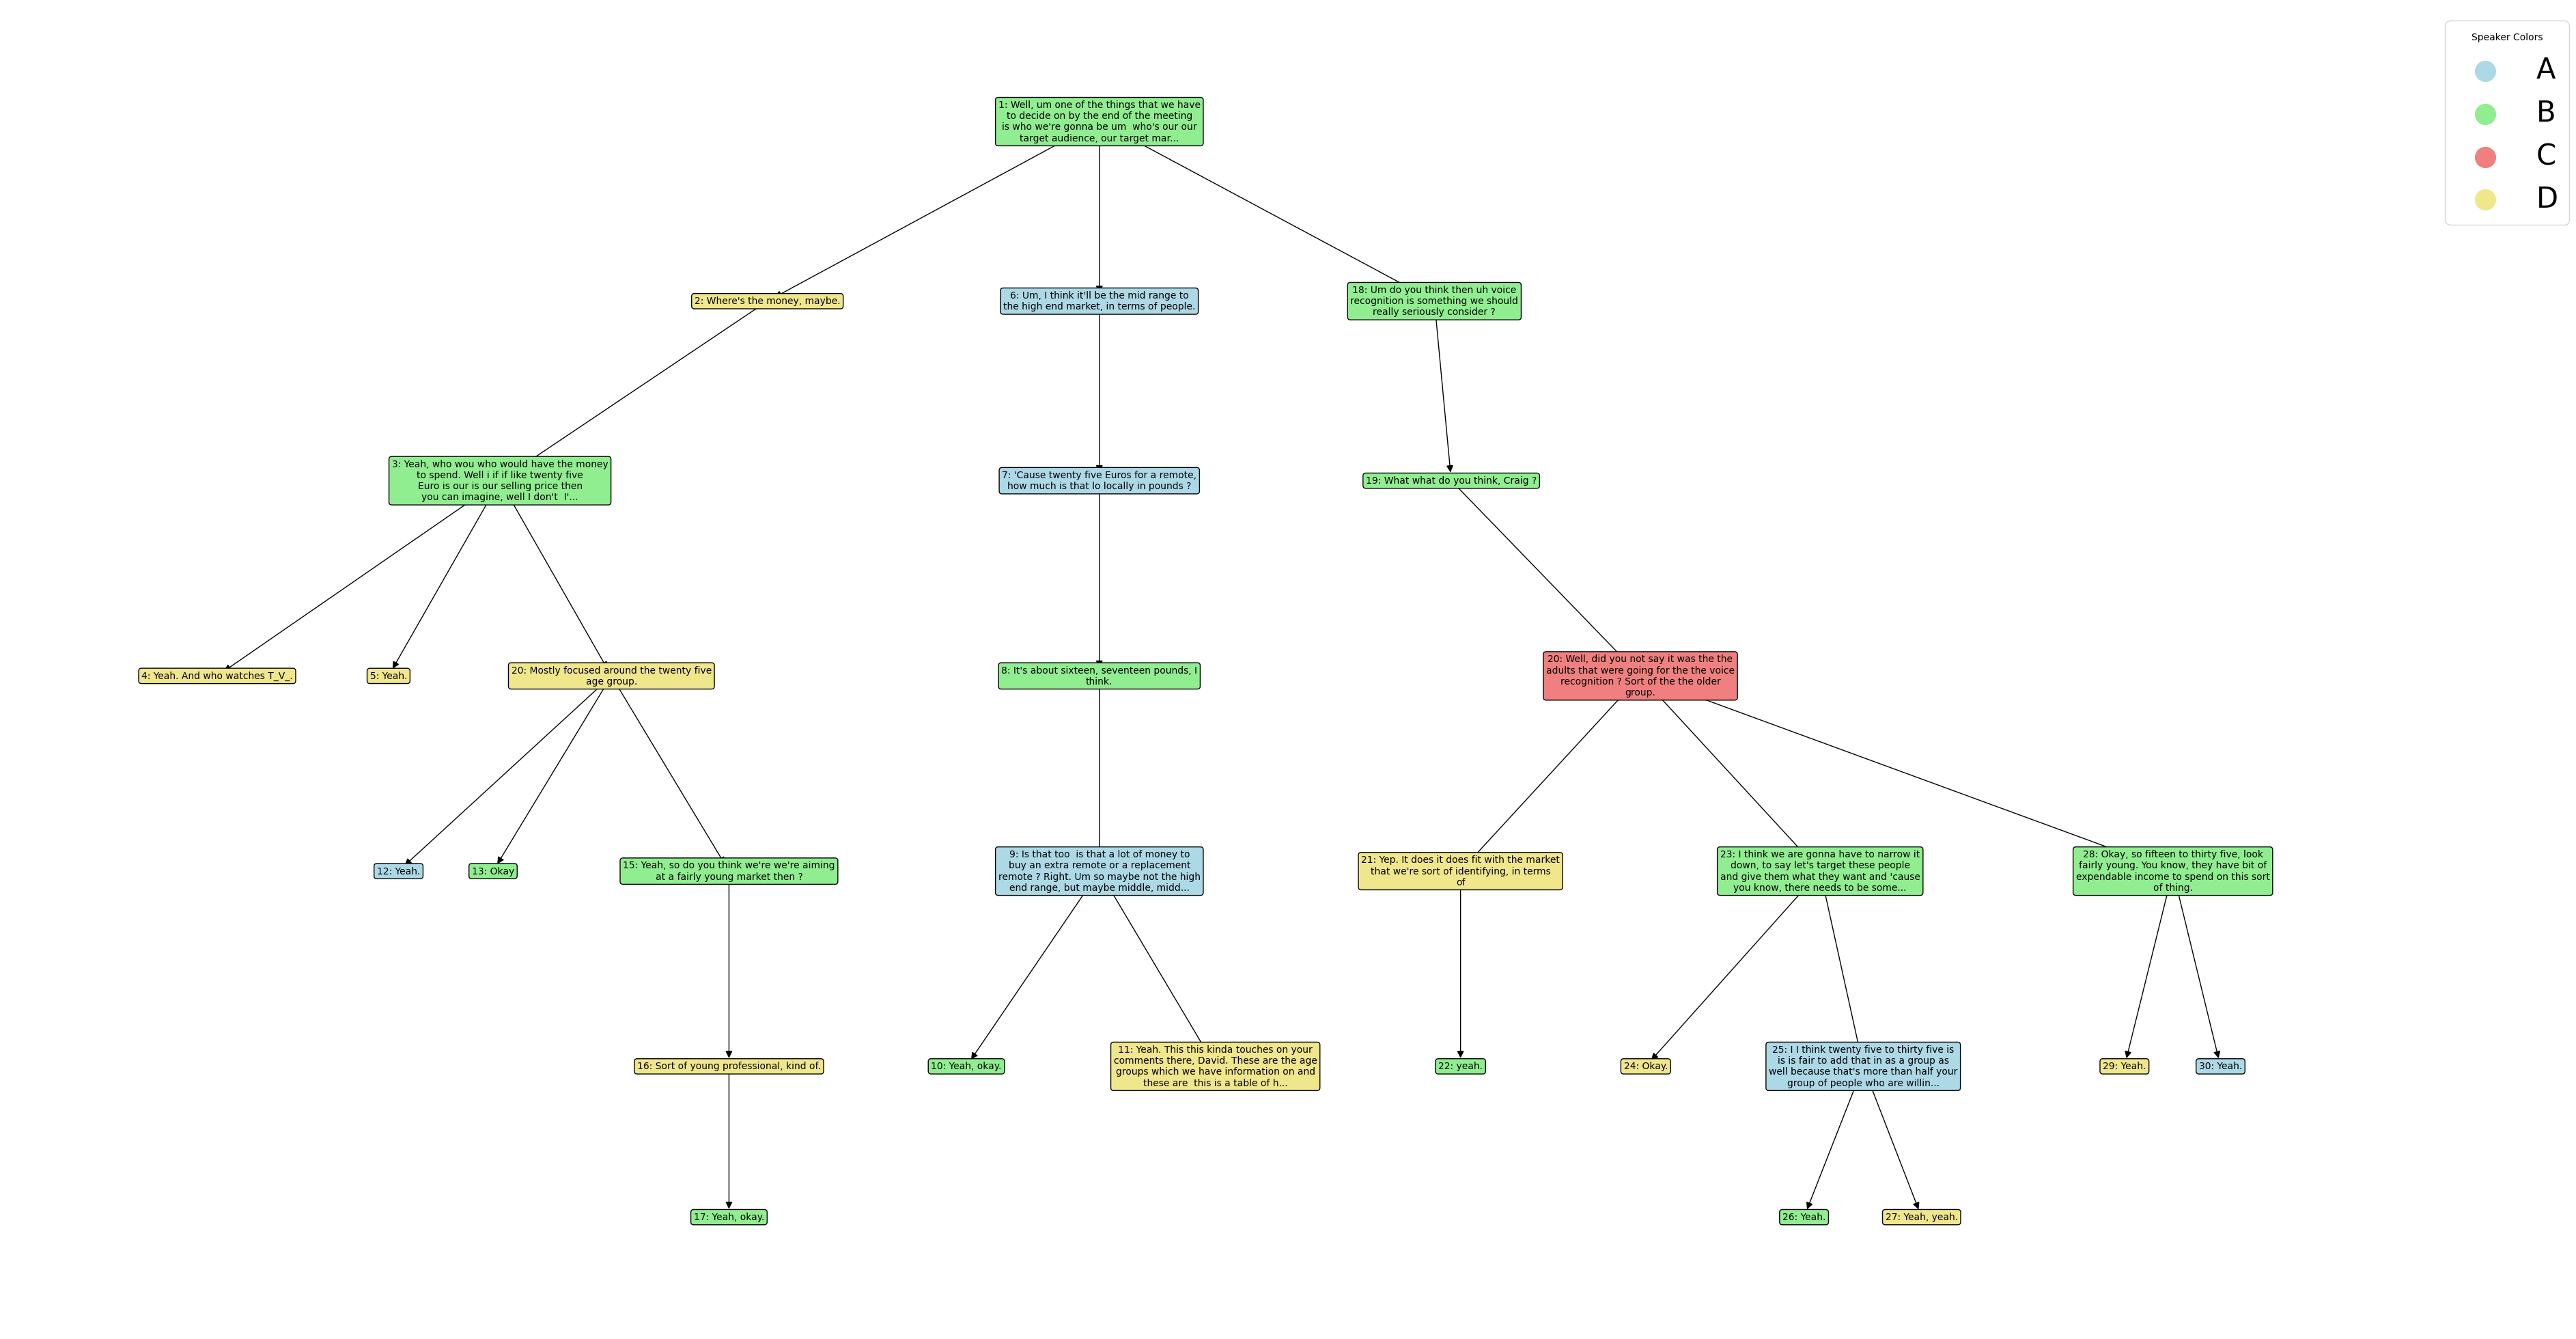 Speaker Colors
A
B
C
D
1: Well, um one of the things that we have
to decide on by the end of the meeting
is who we're gonna be um  who's our our
target audience, our target mar...
2: Where's the money, maybe.
6: Um, I think it'll be the mid range to
the high end market, in terms of people.
18: Um do you think then uh voice
recognition is something we should
really seriously consider ?
3: Yeah, who wou who would have the money
to spend. Well i if if like twenty five
Euro is our is our selling price then
you can imagine, well I don't  I'...
7: 'Cause twenty five Euros for a remote,
how much is that lo locally in pounds ?
19: What what do you think, Craig ?
4: Yeah. And who watches T_V_.
5: Yeah.
20: Mostly focused around the twenty five
age group.
8: It's about sixteen, seventeen pounds, I
think.
20: Well, did you not say it was the the
adults that were going for the the voice
recognition ? Sort of the the older
group.
12: Yeah.
13: Okay
15: Yeah, so do you think we're we're aiming
at a fairly young market then ?
9: Is that too  is that a lot of money to
buy an extra remote or a replacement
remote ? Right. Um so maybe not the high
end range, but maybe middle, midd...
21: Yep. It does it does fit with the market
that we're sort of identifying, in terms
of
23: I think we are gonna have to narrow it
down, to say let's target these people
and give them what they want and 'cause
you know, there needs to be some...
28: Okay, so fifteen to thirty five, look
fairly young. You know, they have bit of
expendable income to spend on this sort
of thing.
16: Sort of young professional, kind of.
10: Yeah, okay.
11: Yeah. This this kinda touches on your
comments there, David. These are the age
groups which we have information on and
these are  this is a table of h...
22: yeah.
24: Okay.
25: I I think twenty five to thirty five is
is is fair to add that in as a group as
well because that's more than half your
group of people who are willin...
29: Yeah.
30: Yeah.
17: Yeah, okay.
26: Yeah.
27: Yeah, yeah.